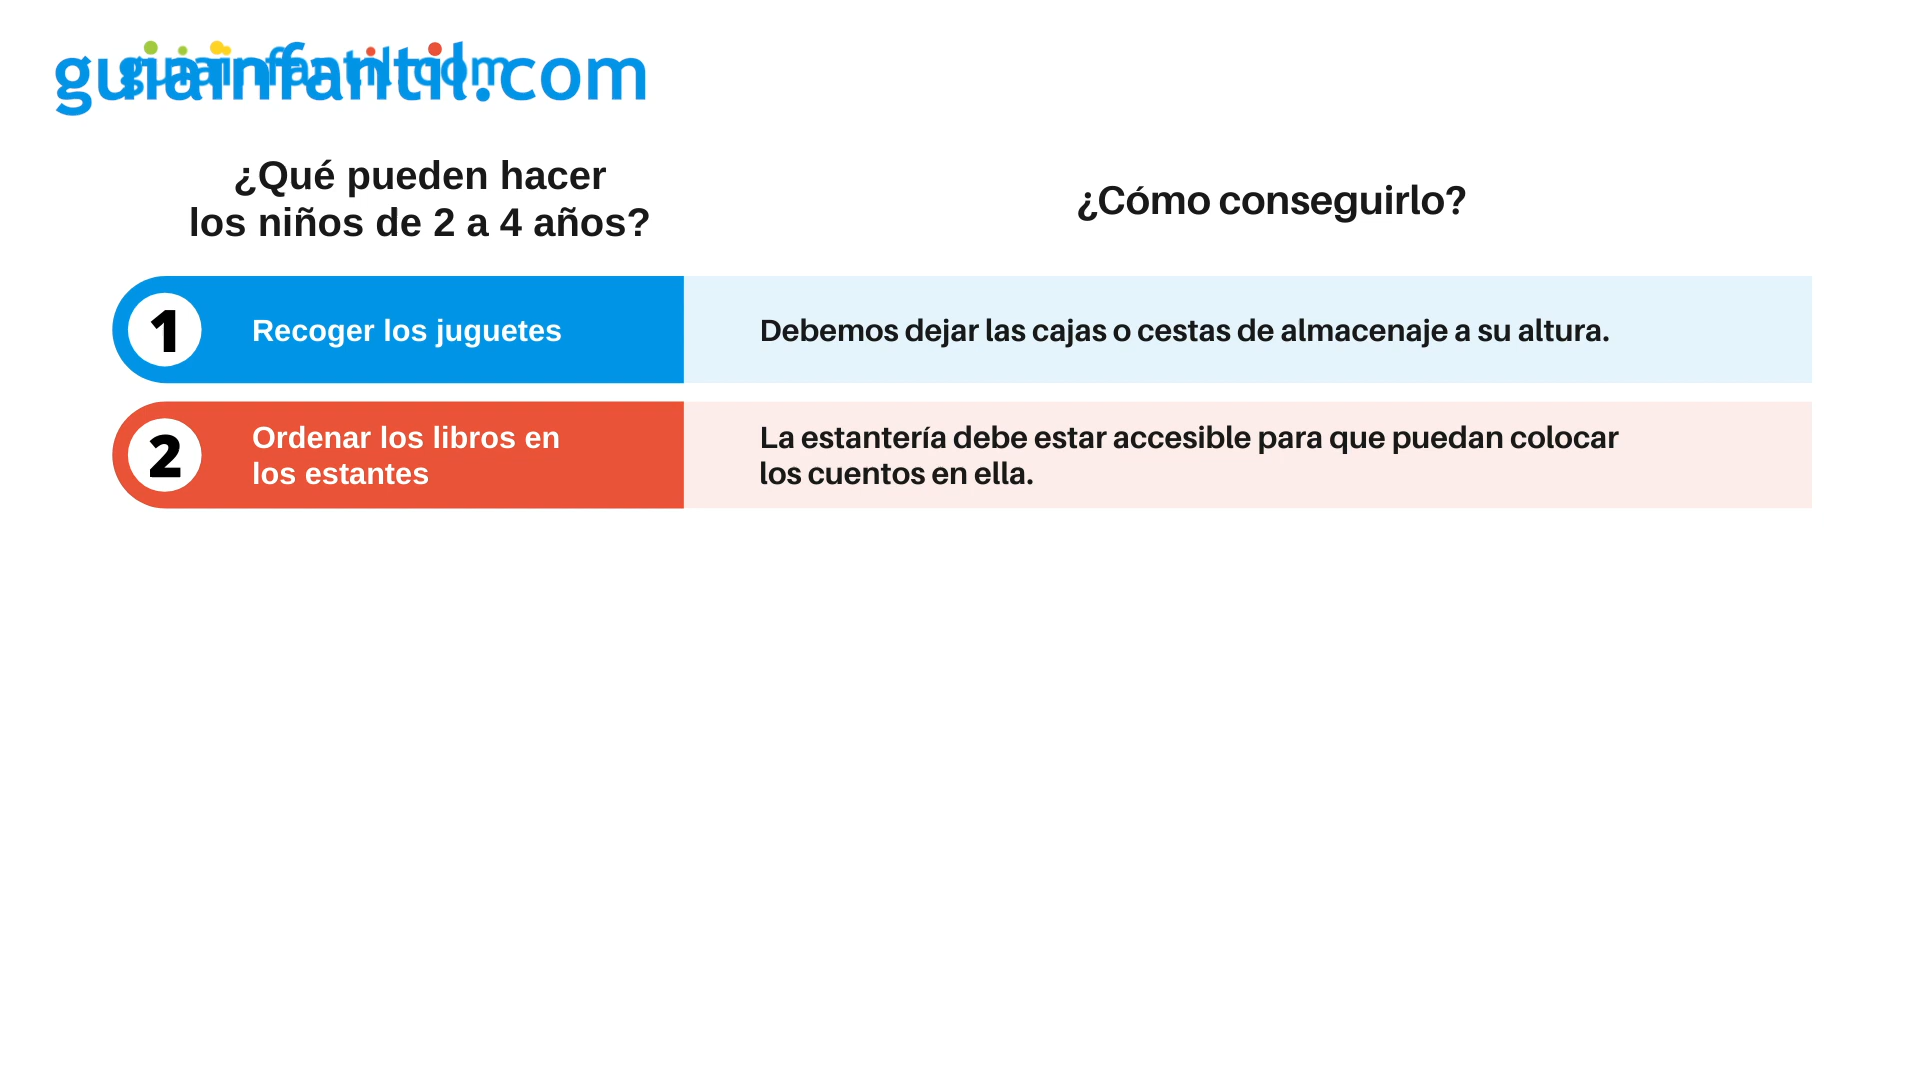 guiainfantil.com
guiainfantil.com
¿Qué pueden hacer
los niños de 2 a 4 años?
¿Cómo conseguirlo?
1
Recoger los juguetes
Debemos dejar las cajas o cestas de almacenaje a su altura.
2
Ordenar los libros en
los estantes
La estantería debe estar accesible para que puedan colocar
los cuentos en ella.